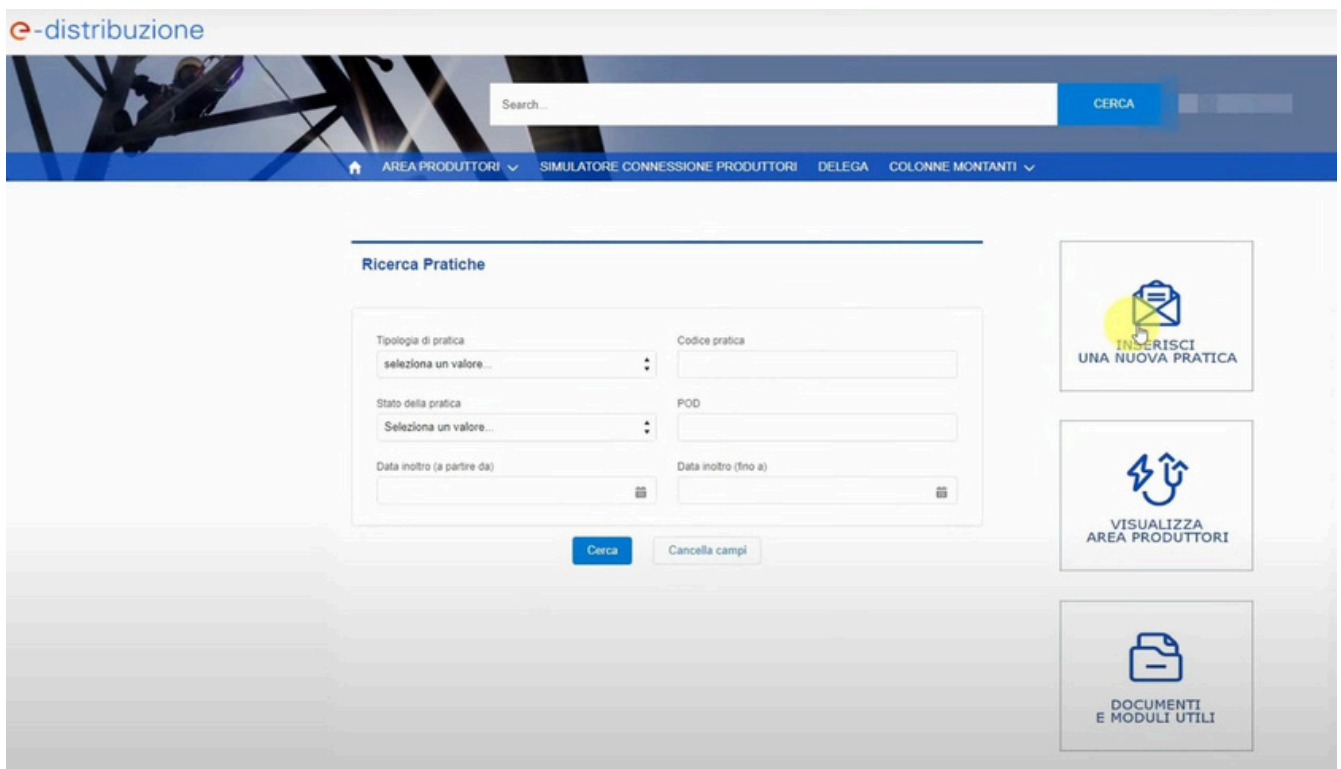 e-distribuzione
Search...
CERCA
AREA PRODUTTORI
SIMULATORE CONNESSIONE PRODUTTORI
DELEGA
COLONNE MONTANTI
Ricerca Pratiche
Tipologia di pratica
seleziona un valore...
Codice pratica
Stato della pratica
Seleziona un valore...
POD
Data inoltro (a partire da)
Data inoltro (fino a)
Cerca
Cancella campi
INSERISCI
UNA NUOVA PRATICA
VISUALIZZA
AREA PRODUTTORI
DOCUMENTI
E MODULI UTILI